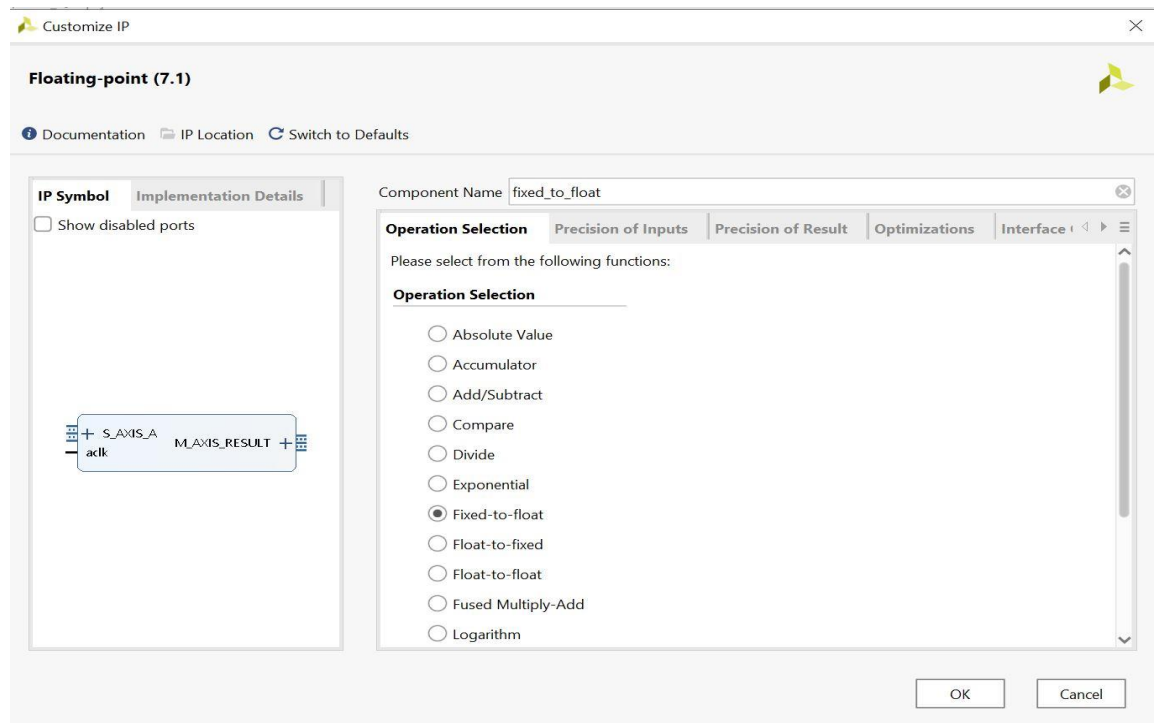 Customize IP
Floating-point (7.1)
Documentation IP Location Switch to Defaults
IP Symbol Implementation Details
Show disabled ports
S_AXIS_A
aclk
M_AXIS_RESULT
Component Name fixed_to_float
Operation Selection Precision of Inputs Precision of Result Optimizations Interface
Please select from the following functions:
Operation Selection
Absolute Value
Accumulator
Add/Subtract
Compare
Divide
Exponential
Fixed-to-float
Float-to-fixed
Float-to-float
Fused Multiply-Add
Logarithm
OK Cancel